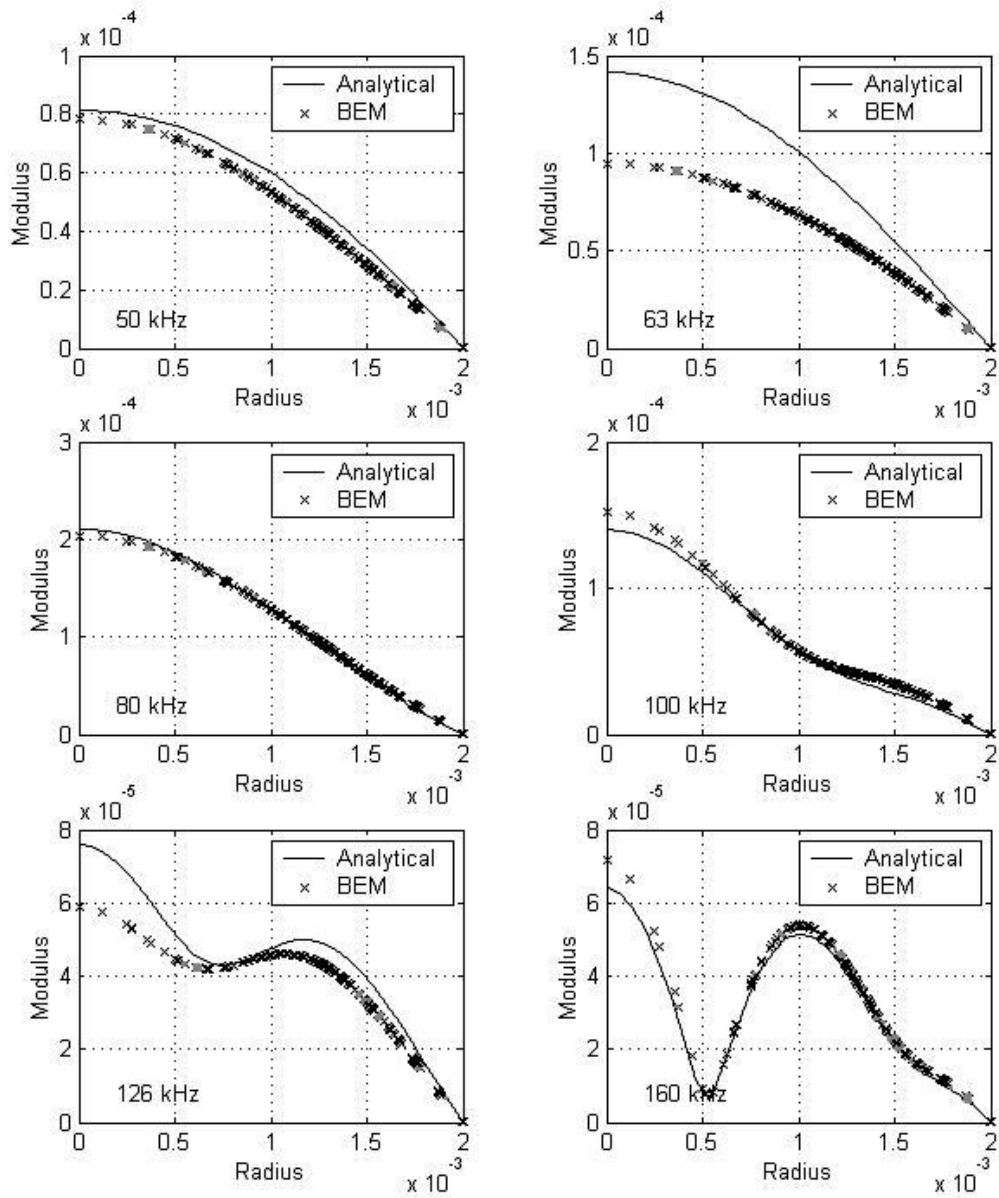 x 10^-4
1
0.8
0.6
0.4
0.2
0
Modulus
Analytical
BEM
50 kHz
0 0.5 1 1.5 2
Radius
x 10^-3
x 10^-4
1.5
1
0.5
0
Modulus
Analytical
BEM
63 kHz
0 0.5 1 1.5 2
Radius
x 10^-3
x 10^-4
3
2
1
0
Modulus
Analytical
BEM
80 kHz
0 0.5 1 1.5 2
Radius
x 10^-3
x 10^-4
2
1
0
Modulus
Analytical
BEM
100 kHz
0 0.5 1 1.5 2
Radius
x 10^-3
x 10^-5
8
6
4
2
0
Modulus
Analytical
BEM
126 kHz
0 0.5 1 1.5 2
Radius
x 10^-3
x 10^-5
8
6
4
2
0
Modulus
Analytical
BEM
160 kHz
0 0.5 1 1.5 2
Radius
x 10^-3